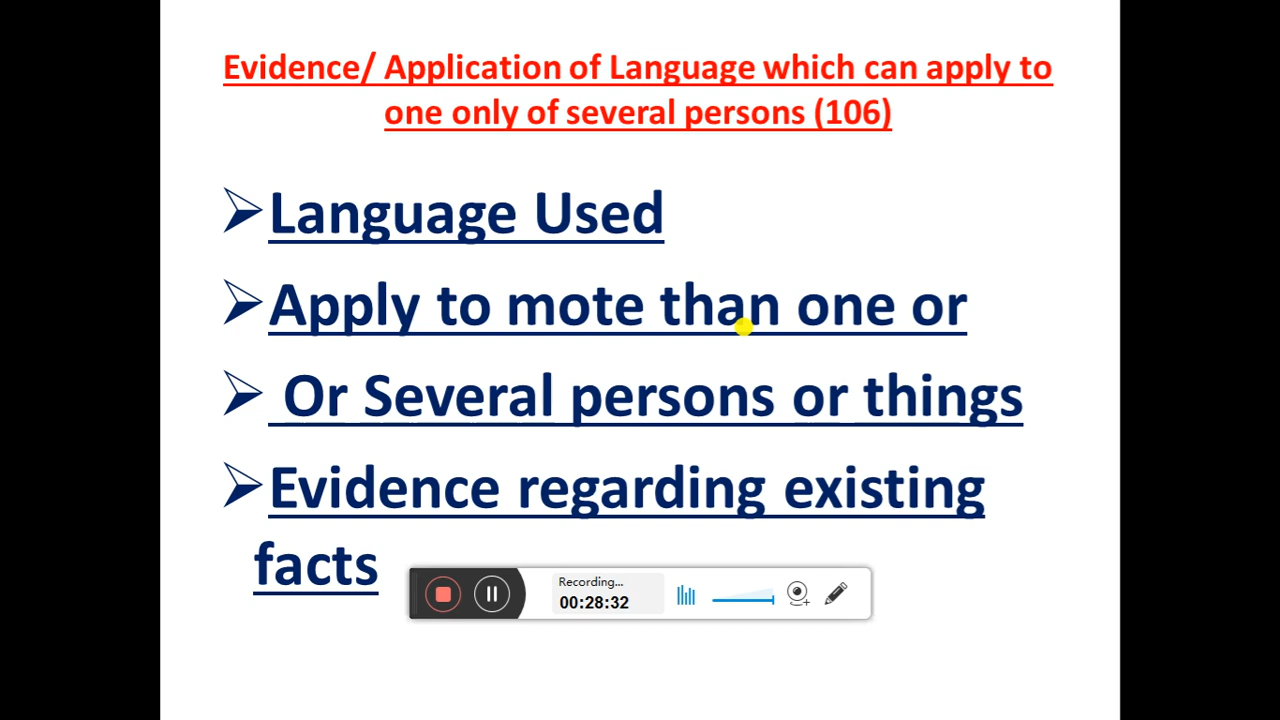 Evidence/ Application of Language which can apply to
one only of several persons (106)
Language Used
Apply to mote than one or
Or Several persons or things
Evidence regarding existing
facts
Recording...
00:28:32